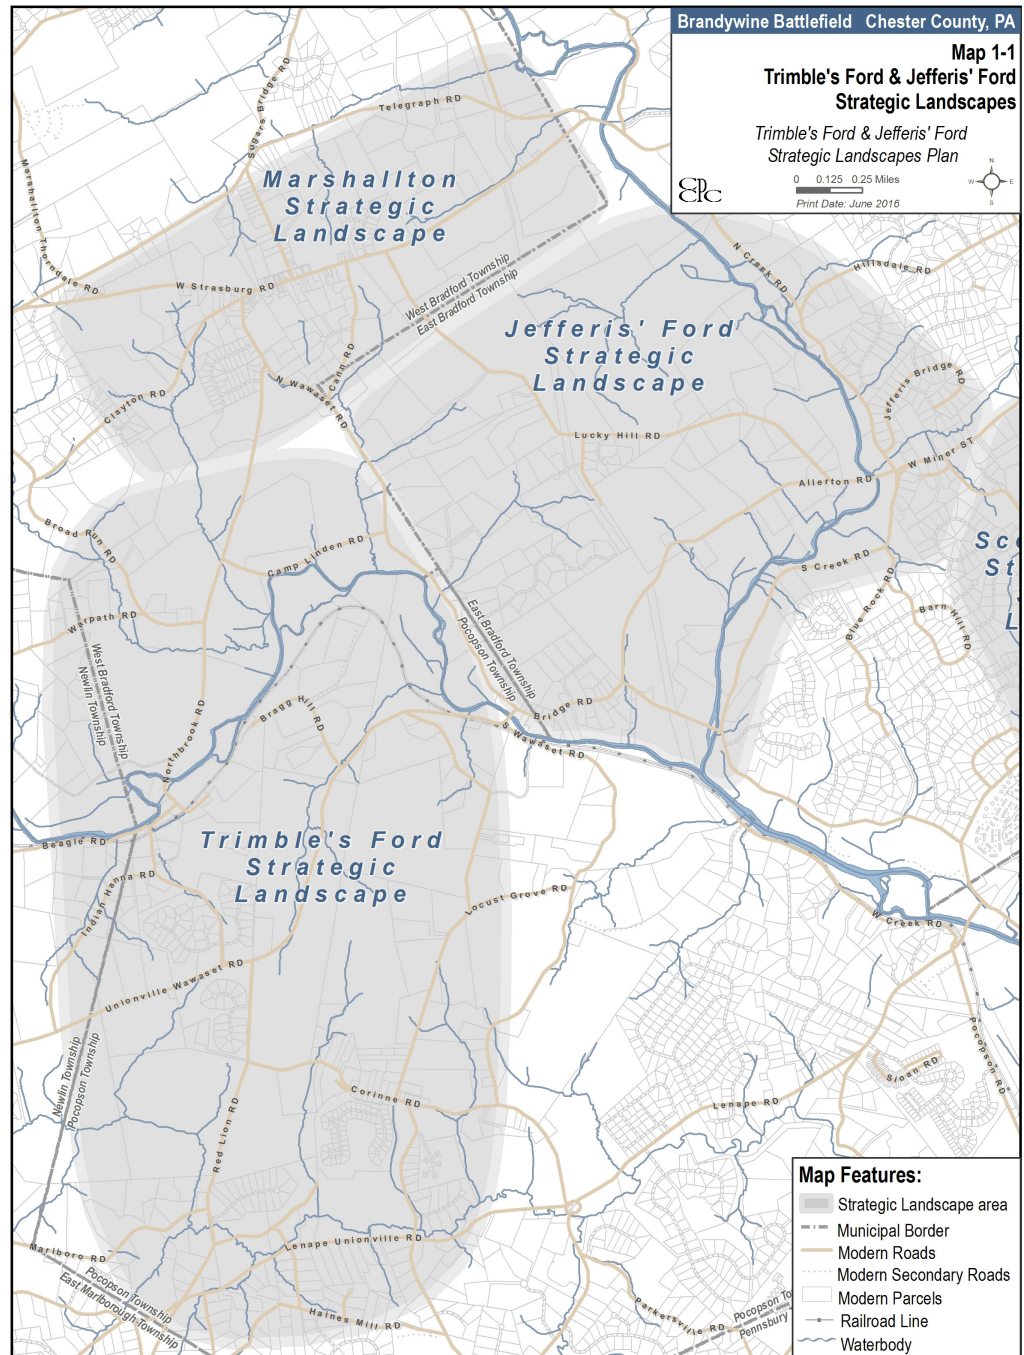 Brandywine Battlefield Chester County, PA
Map 1-1
Trimble's Ford & Jefferis' Ford
Strategic Landscapes
Trimble's Ford & Jefferis' Ford
Strategic Landscapes Plan
0 0.125 0.25 Miles
Print Date: June 2016
N
W E
S
CCPC
Sugars Bridge RD
Telegraph RD
Marshallton
Strategic
Landscape
Marshallton Thorndale RD
W Strasburg RD
West Bradford Township
East Bradford Township
N Creek RD
Hillsdale RD
Jefferis' Ford
Strategic
Landscape
Cann RD
N Wawaset RD
Clayton RD
Jefferis Bridge RD
Lucky Hill RD
W Miner ST
Allerton RD
Broad Run RD
Camp Linden RD
S Creek RD
Sc
St
L
Blue Rock RD
Barn Hill RD
Warpath RD
West Bradford Township
Newlin Township
East Bradford Township
Pocopson Township
Bragg Hill RD
Northbrook RD
Bridge RD
S Wawaset RD
Beagle RD
Trimble's Ford
Strategic
Landscape
Indian Hanna RD
Locust Grove RD
W Creek RD
Unionville Wawaset RD
Newlin Township
Pocopson Township
Pocopson RD
Sloan RD
Corinne RD
Lenape RD
Red Lion RD
Marlboro RD
Lenape Unionville RD
Pocopson Township
East Marlborough Township
Haines Mill RD
Parkersville RD
Pocopson To
Pennsbury
Map Features:
Strategic Landscape area
Municipal Border
Modern Roads
Modern Secondary Roads
Modern Parcels
Railroad Line
Waterbody